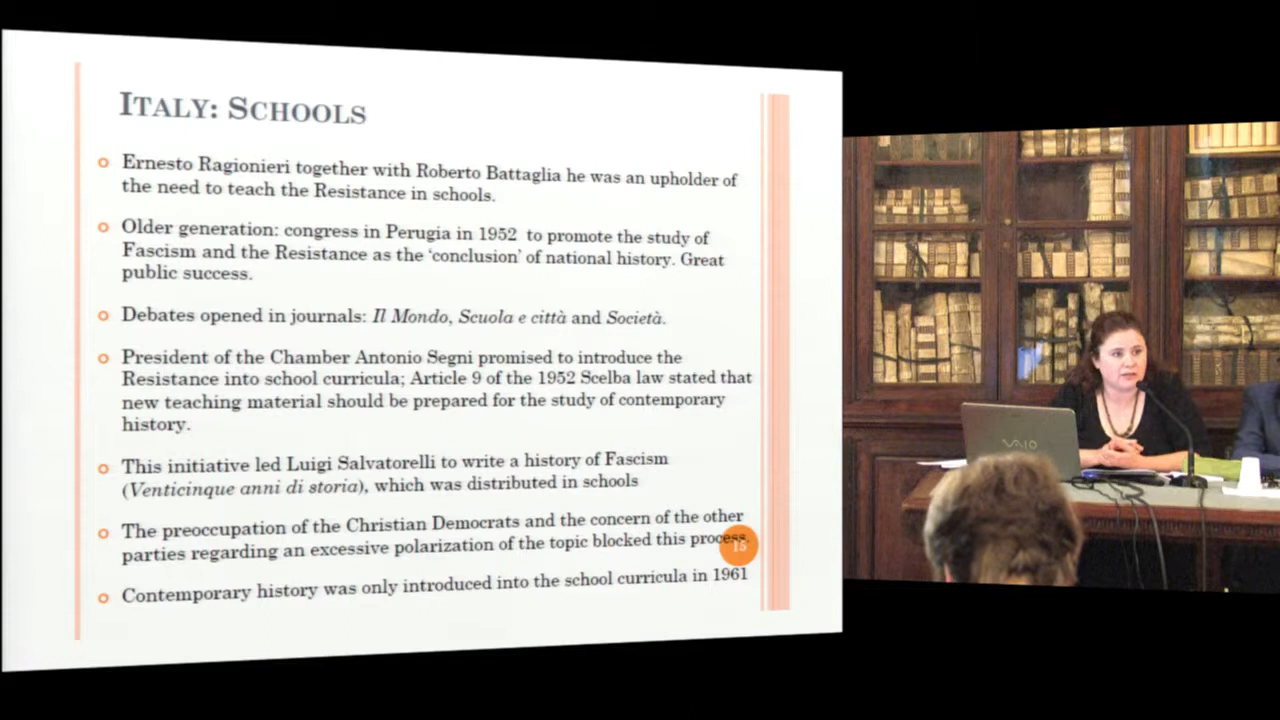 ITALY: SCHOOLS
Ernesto Ragionieri together with Roberto Battaglia he was an upholder of
the need to teach the Resistance in schools.
Older generation: congress in Perugia in 1952 to promote the study of
Fascism and the Resistance as the ‘conclusion’ of national history. Great
public success.
Debates opened in journals: Il Mondo, Scuola e città and Società.
President of the Chamber Antonio Segni promised to introduce the
Resistance into school curricula; Article 9 of the 1952 Scelba law stated that
new teaching material should be prepared for the study of contemporary
history.
This initiative led Luigi Salvatorelli to write a history of Fascism
(Venticinque anni di storia), which was distributed in schools
The preoccupation of the Christian Democrats and the concern of the other
parties regarding an excessive polarization of the topic blocked this process.
15
Contemporary history was only introduced into the school curricula in 1961
VAIO